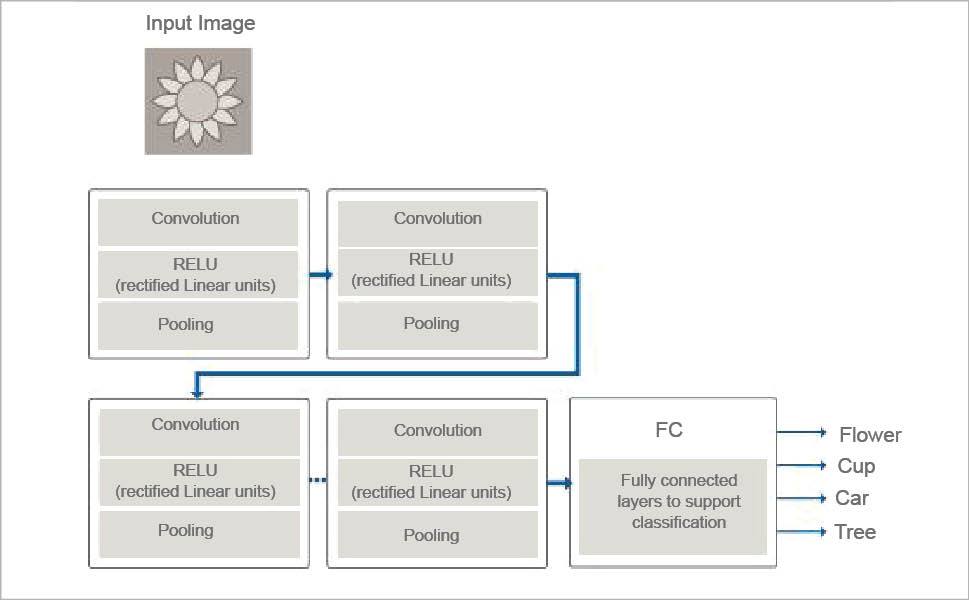 Input Image
Convolution
RELU
(rectified Linear units)
Pooling
Convolution
RELU
(rectified Linear units)
Pooling
Convolution
RELU
(rectified Linear units)
Pooling
Convolution
RELU
(rectified Linear units)
Pooling
FC
Fully connected
layers to support
classification
Flower
Cup
Car
Tree